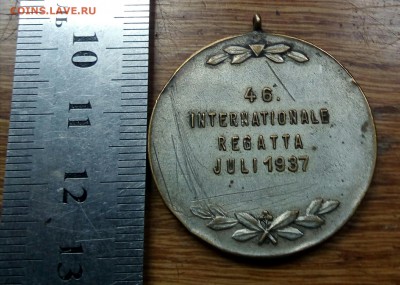 COINS.LAVE.RU
46.
INTERNATIONALE
REGATTA
JULI 1937
10
11
12
13